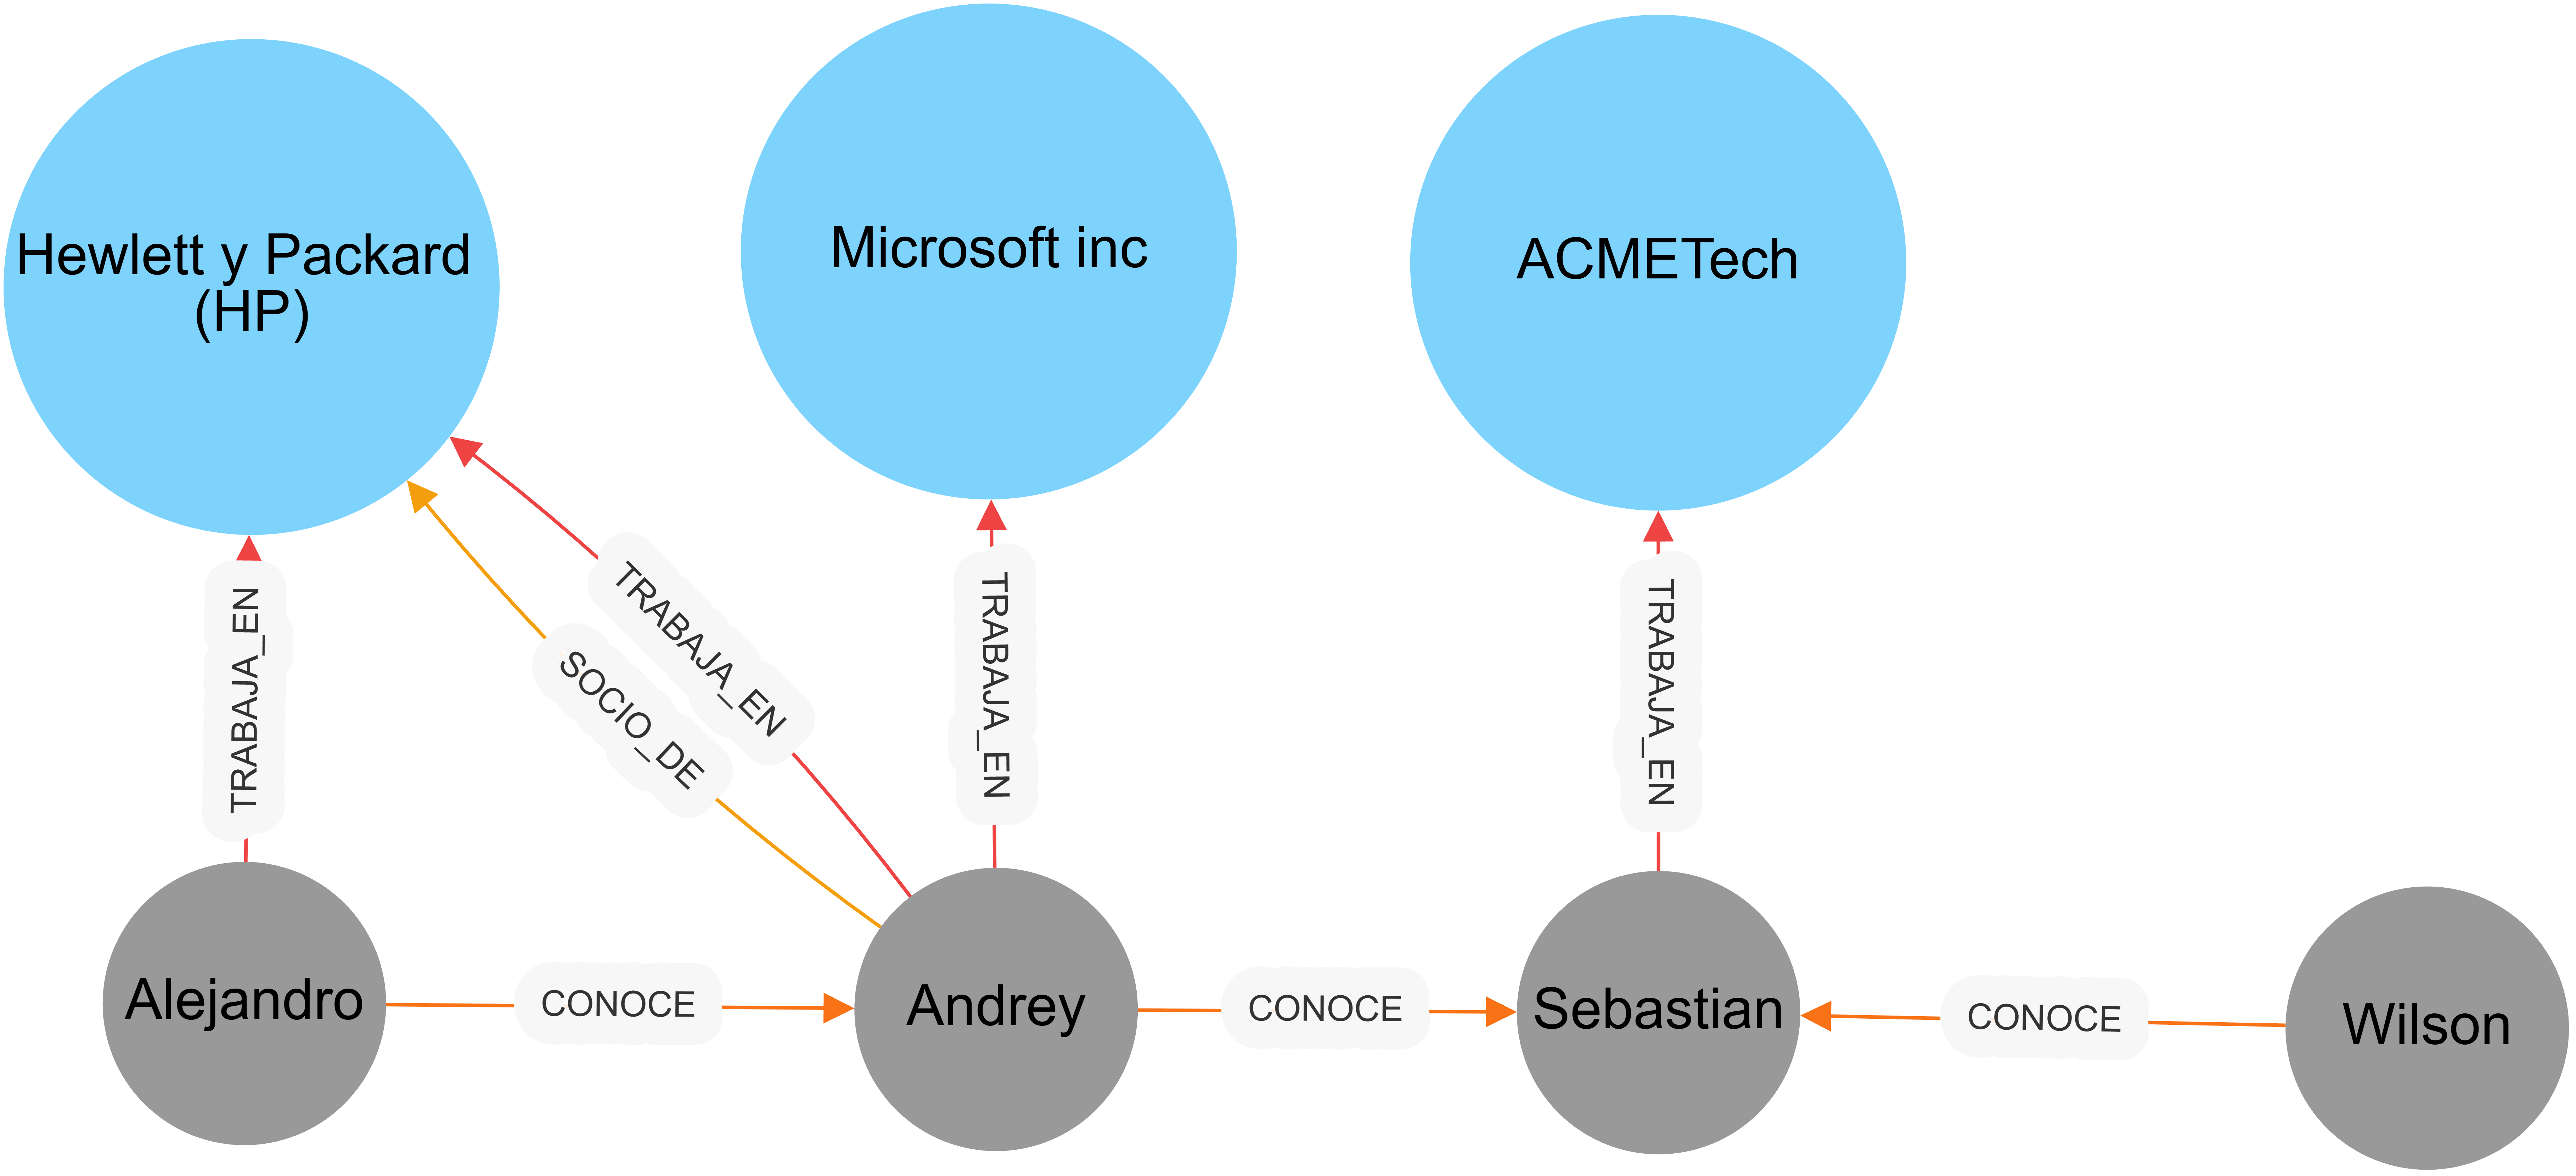 Hewlett y Packard
(HP)
Microsoft inc
ACMETech
TRABAJA_EN
SOCIO_DE
TRABAJA_EN
TRABAJA_EN
TRABAJA_EN
Alejandro
CONOCE
Andrey
CONOCE
Sebastian
CONOCE
Wilson